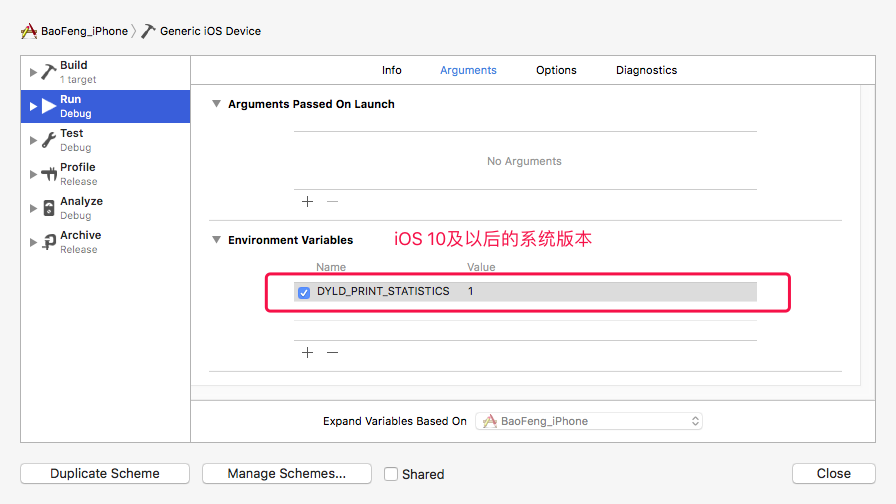 BaoFeng_iPhone Generic iOS Device
Build
1 target
Run
Debug
Test
Debug
Profile
Release
Analyze
Debug
Archive
Release
Info Arguments Options Diagnostics
Arguments Passed On Launch
No Arguments
Environment Variables iOS 10及以后的系统版本
Name Value
DYLD_PRINT_STATISTICS 1
Expand Variables Based On BaoFeng_iPhone
Duplicate Scheme Manage Schemes... Shared Close